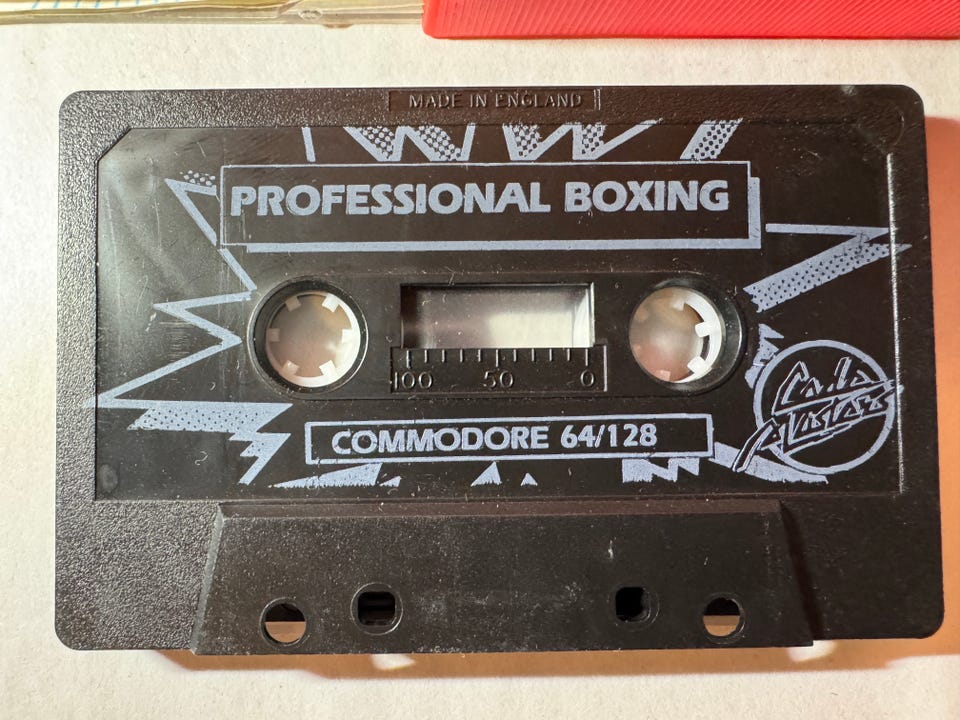 MADE IN ENGLAND
PROFESSIONAL BOXING
100 50 0
COMMODORE 64/128
Code
Masters